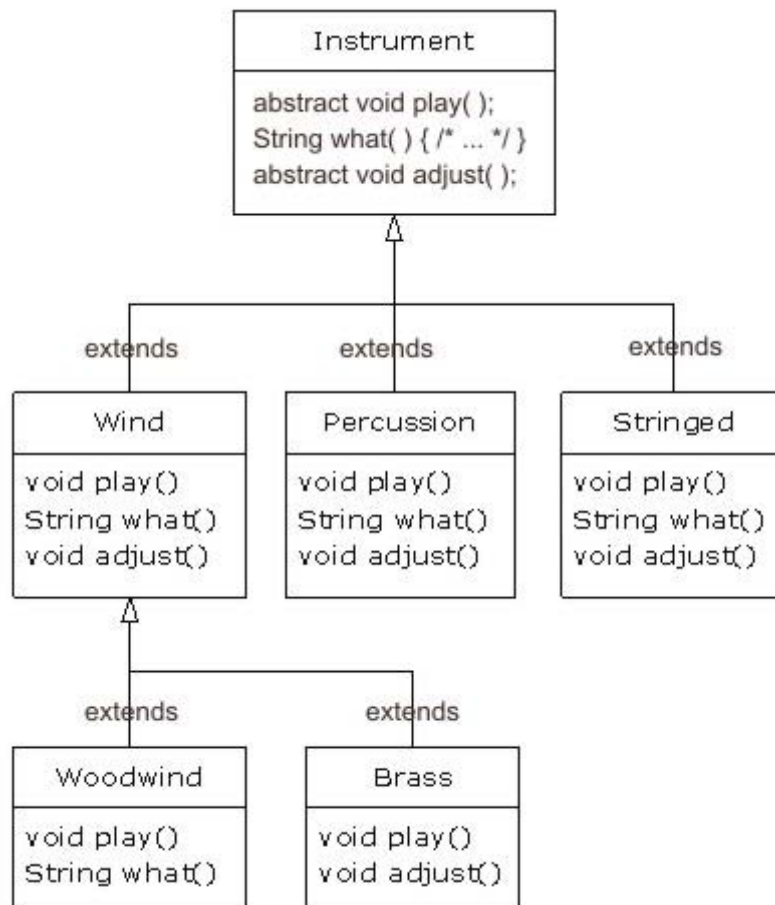 Instrument
abstract void play( );
String what( ) { /* ... */ }
abstract void adjust( );
extends
extends
extends
Wind
void play()
String what()
void adjust()
Percussion
void play()
String what()
void adjust()
Stringed
void play()
String what()
void adjust()
extends
extends
Woodwind
void play()
String what()
Brass
void play()
void adjust()